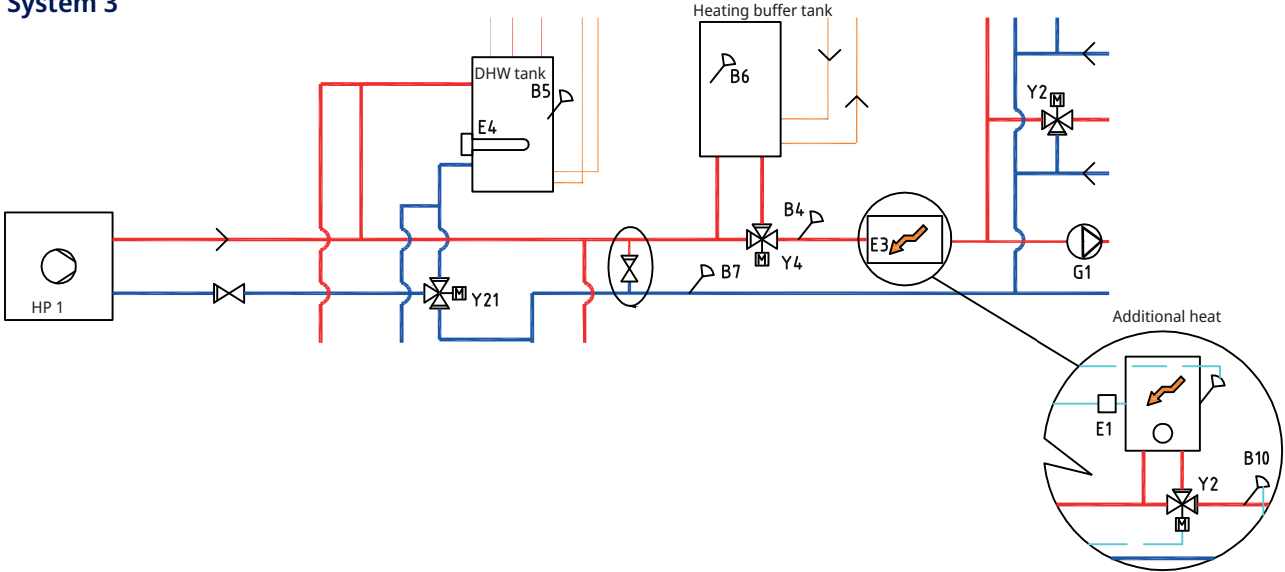 System 3
Heating buffer tank
DHW tank
B5
B6
E4
Y2
M
B4
E3
B7
M
Y4
G1
HP 1
M
Y21
Additional heat
E1
B10
Y2
M